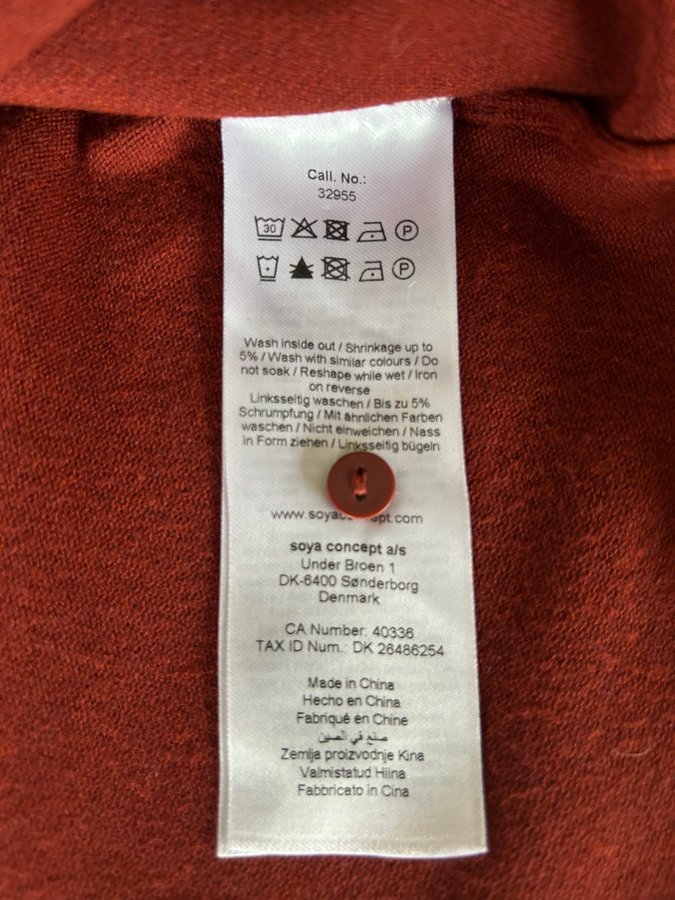 Call. No.:
32955
30 P
P
Wash inside out / Shrinkage up to
5% / Wash with similar colours / Do
not soak / Reshape while wet / Iron
on reverse
Linksseitig waschen / Bis zu 5%
Schrumpfung / Mit ähnlichen Farben
waschen / Nicht einweichen / Nass
in Form ziehen / Linksseitig bügeln
soya concept a/s
Under Broen 1
DK-6400 Sønderborg
Denmark
CA Number: 40336
TAX ID Num.: DK 26486254
Made in China
Hecho en China
Fabriqué en Chine
صنع في الصين
Zemlja proizvodnje Kina
Valmistatud Hiina
Fabbricato in Cina